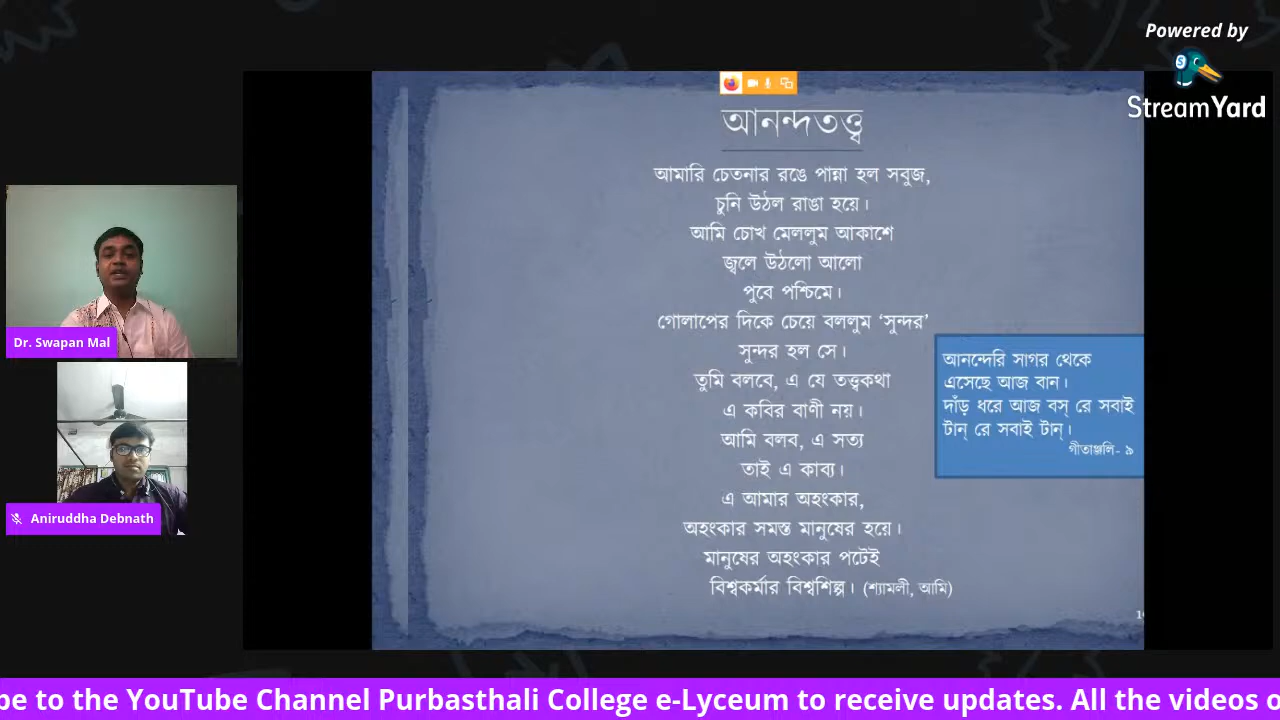 Powered by
StreamYard
আনন্দতত্ত্ব
আমারি চেতনার রঙে পান্না হল সবুজ,
চুনি উঠল রাঙা হয়ে।
আমি চোখ মেললুম আকাশে
জ্বলে উঠলো আলো
পুবে পশ্চিমে।
গোলাপের দিকে চেয়ে বললুম ‘সুন্দর’
সুন্দর হল সে।
তুমি বলবে, এ যে তত্ত্বকথা
এ কবির বাণী নয়।
আমি বলব, এ সত্য
তাই এ কাব্য।
এ আমার অহংকার,
অহংকার সমস্ত মানুষের হয়ে।
মানুষের অহংকার পটেই
বিশ্বকর্মার বিশ্বশিল্প। (শ্যামলী, আমি)
আনন্দেরি সাগর থেকে
এসেছে আজ বান।
দাঁড় ধরে আজ বস্ রে সবাই
টান্ রে সবাই টান্।
গীতাঞ্জলি- ৯
Dr. Swapan Mal
Aniruddha Debnath
be to the YouTube Channel Purbasthali College e-Lyceum to receive updates. All the videos